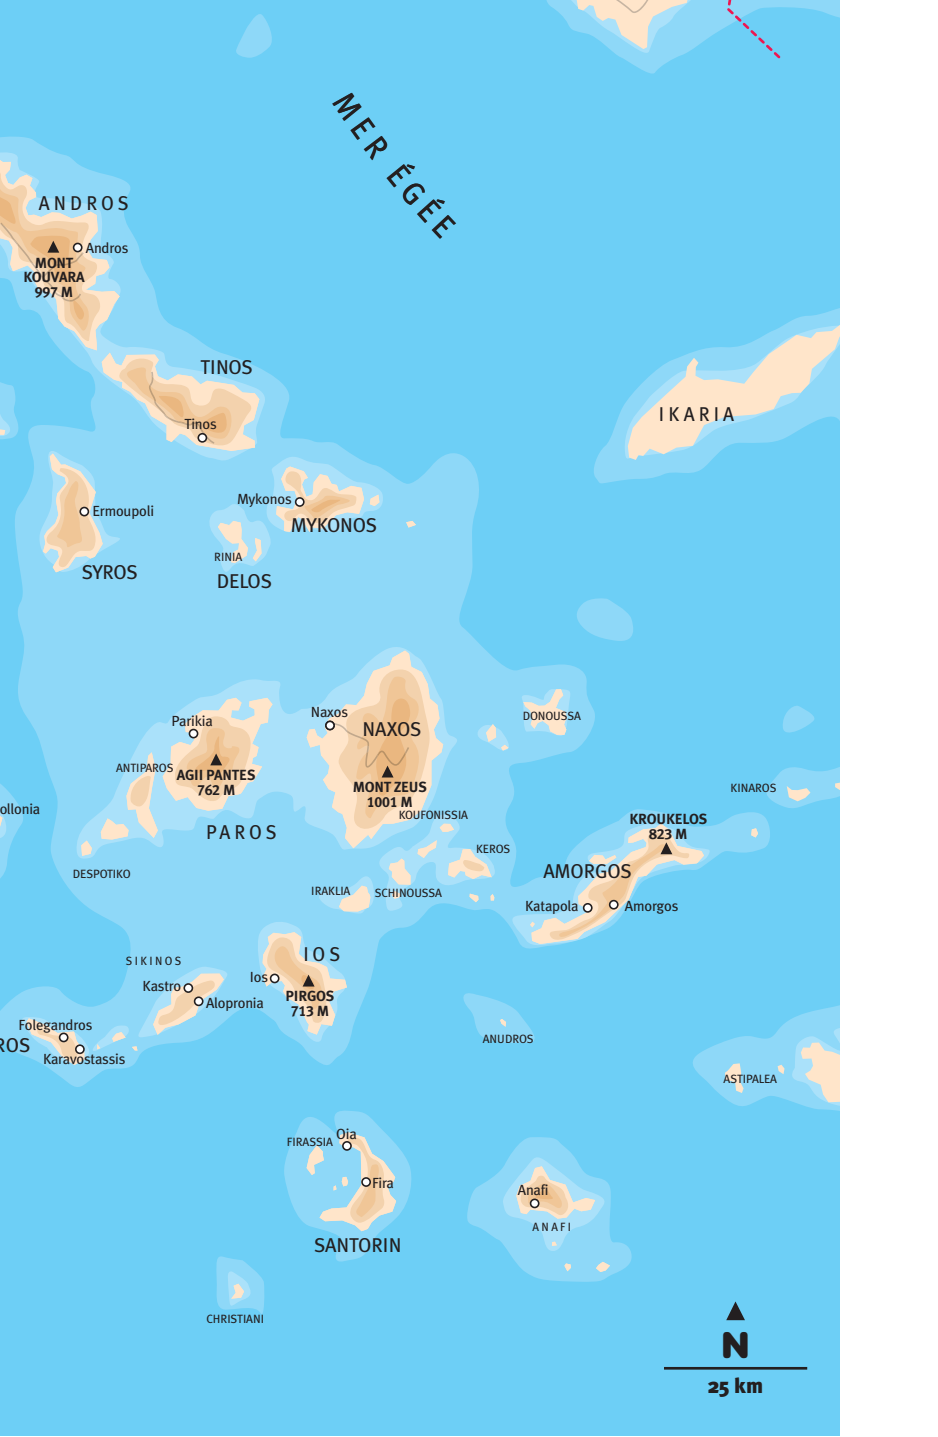 MER ÉGÉE
ANDROS
Andros
MONT
KOUVARA
997 M
TINOS
Tinos
IKARIA
Mykonos
MYKONOS
Ermoupoli
SYROS
RINIA
DELOS
Parikia
Naxos
NAXOS
DONOUSSA
ANTIPAROS
AGII PANTES
762 M
MONT ZEUS
1001 M
KINAROS
ollonia
KOUFONISSIA
KROUKELOS
823 M
PAROS
KEROS
DESPOTIKO
AMORGOS
IRAKLIA
SCHINOUSSA
Katapola
Amorgos
SIKINOS
IOS
Ios
Kastro
Alopronia
PIRGOS
713 M
Folegandros
ROS
Karavostassis
ANUDROS
ASTIPALEA
Oia
FIRASSIA
Fira
SANTORIN
Anafi
ANAFI
CHRISTIANI
N
25 km